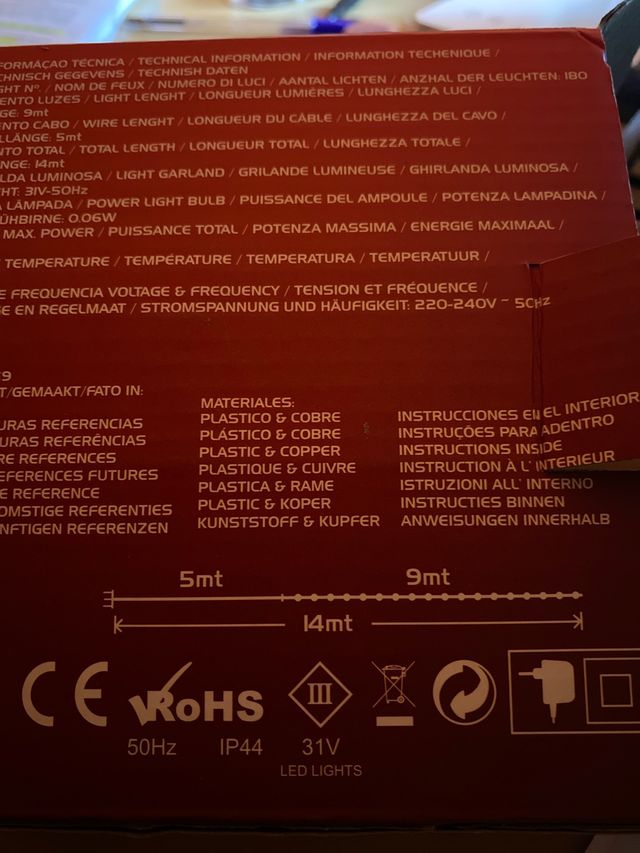 FORMAÇAO TÉCNICA / TECHNICAL INFORMATION / INFORMATION TECHENIQUE /
CHNISCH GEGEVENS / TECHNISH DATEN
GHT Nº. / NOM DE FEUX / NUMERO DI LUCI / AANTAL LICHTEN / ANZHAL DER LEUCHTEN: 180
ENTO LUZES / LIGHT LENGHT / LONGUEUR LUMIÉRES / LUNGHEZZA LUCI /
GE: 9mt
ENTO CABO / WIRE LENGHT / LONGUEUR DU CÂBLE / LUNGHEZZA DEL CAVO /
LLÄNGE: 5mt
NTO TOTAL / TOTAL LENGTH / LONGUEUR TOTAL / LUNGHEZZA TOTALE /
NGE: 14mt
LDA LUMINOSA / LIGHT GARLAND / GRILANDE LUMINEUSE / GHIRLANDA LUMINOSA /
HT: 31V-50Hz
A LÂMPADA / POWER LIGHT BULB / PUISSANCE DEL AMPOULE / POTENZA LAMPADINA /
ÜHBIRNE: 0.06W
MAX. POWER / PUISSANCE TOTAL / POTENZA MASSIMA / ENERGIE MAXIMAAL /
TEMPERATURE / TEMPÉRATURE / TEMPERATURA / TEMPERATUUR /
E FREQUENCIA VOLTAGE & FREQUENCY / TENSION ET FRÉQUENCE /
GE EN REGELMAAT / STROMSPANNUNG UND HÄUFIGKEIT: 220-240V ~ 50Hz
9
T/GEMAAKT/FATO IN:
URAS REFERENCIAS
URAS REFERÊNCIAS
RE REFERENCES
EFERENCES FUTURES
E REFERENCE
OMSTIGE REFERENTIES
NFTIGEN REFERENZEN
MATERIALES:
PLASTICO & COBRE
PLÁSTICO & COBRE
PLASTIC & COPPER
PLASTIQUE & CUIVRE
PLASTICA & RAME
PLASTIC & KOPER
KUNSTSTOFF & KUPFER
INSTRUCCIONES EN EL INTERIOR
INSTRUÇÕES PARA ADENTRO
INSTRUCTIONS INSIDE
INSTRUCTION À L' INTERIEUR
ISTRUZIONI ALL' INTERNO
INSTRUCTIES BINNEN
ANWEISUNGEN INNERHALB
5mt 9mt
14mt
CE RoHS III
50Hz IP44 31V
LED LIGHTS